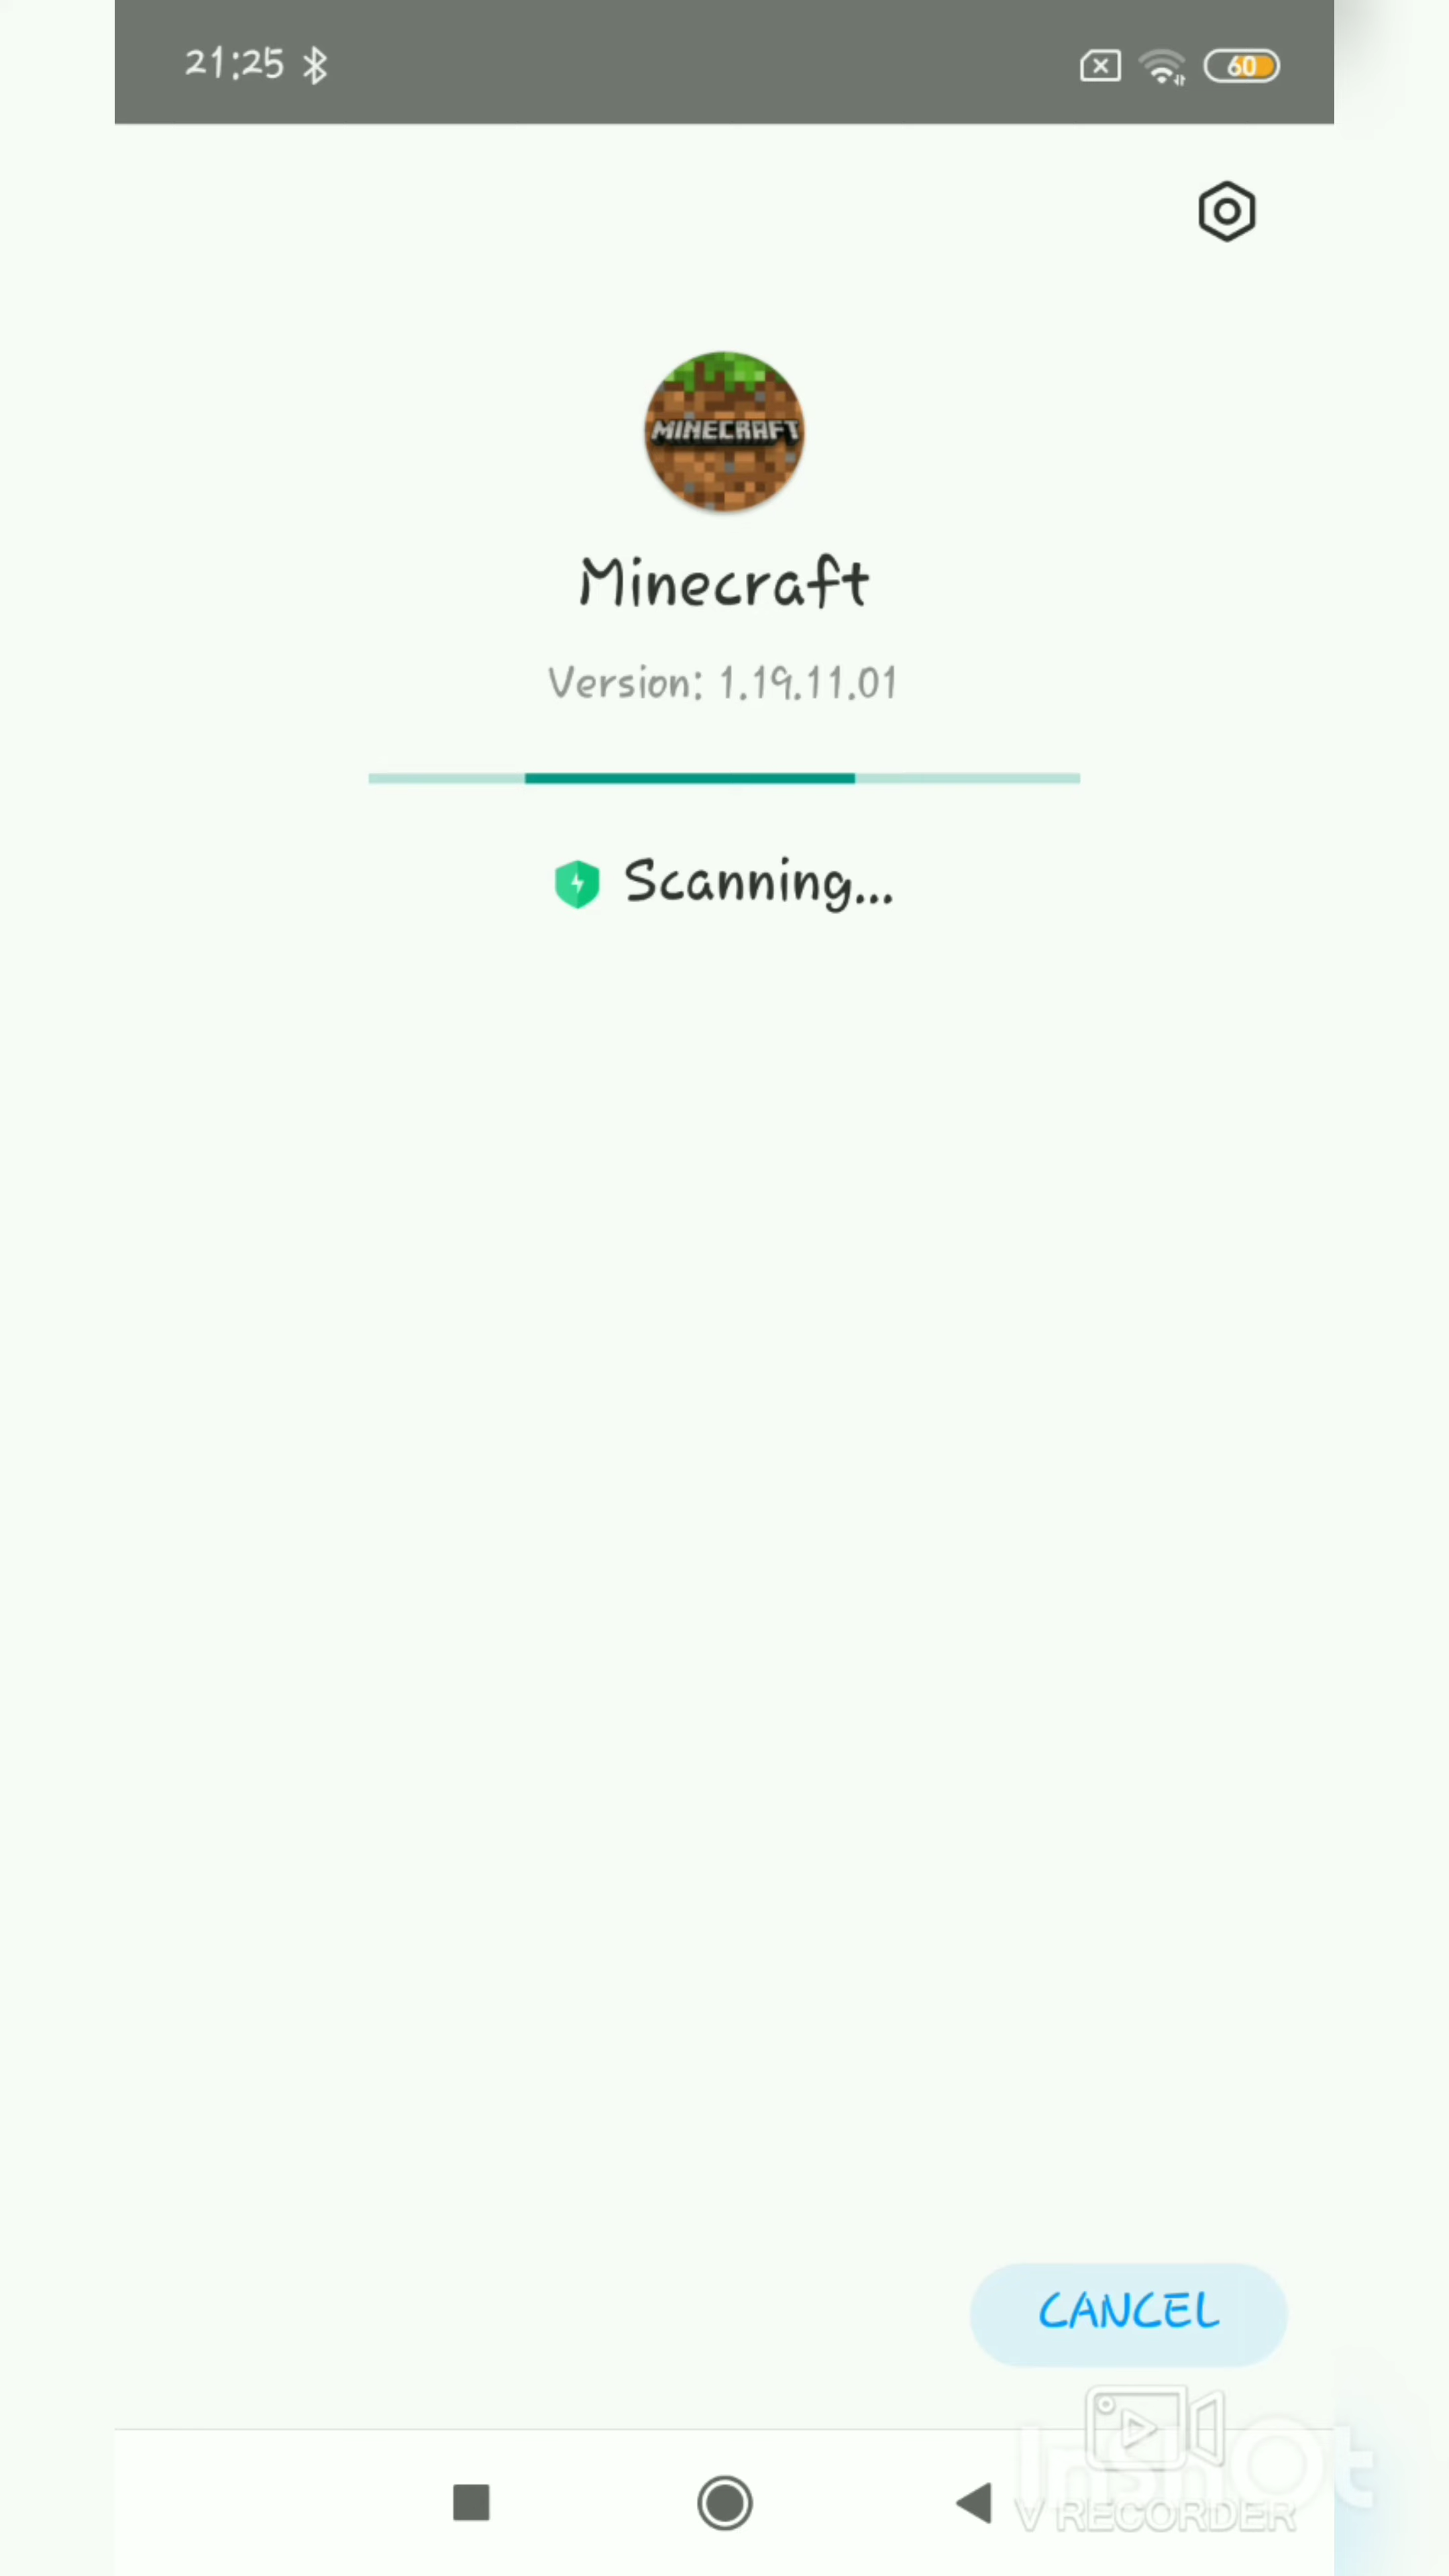 21:25
60
MINECRAFT
Minecraft
Version: 1.19.11.01
Scanning...
CANCEL
InShot
V RECORDER